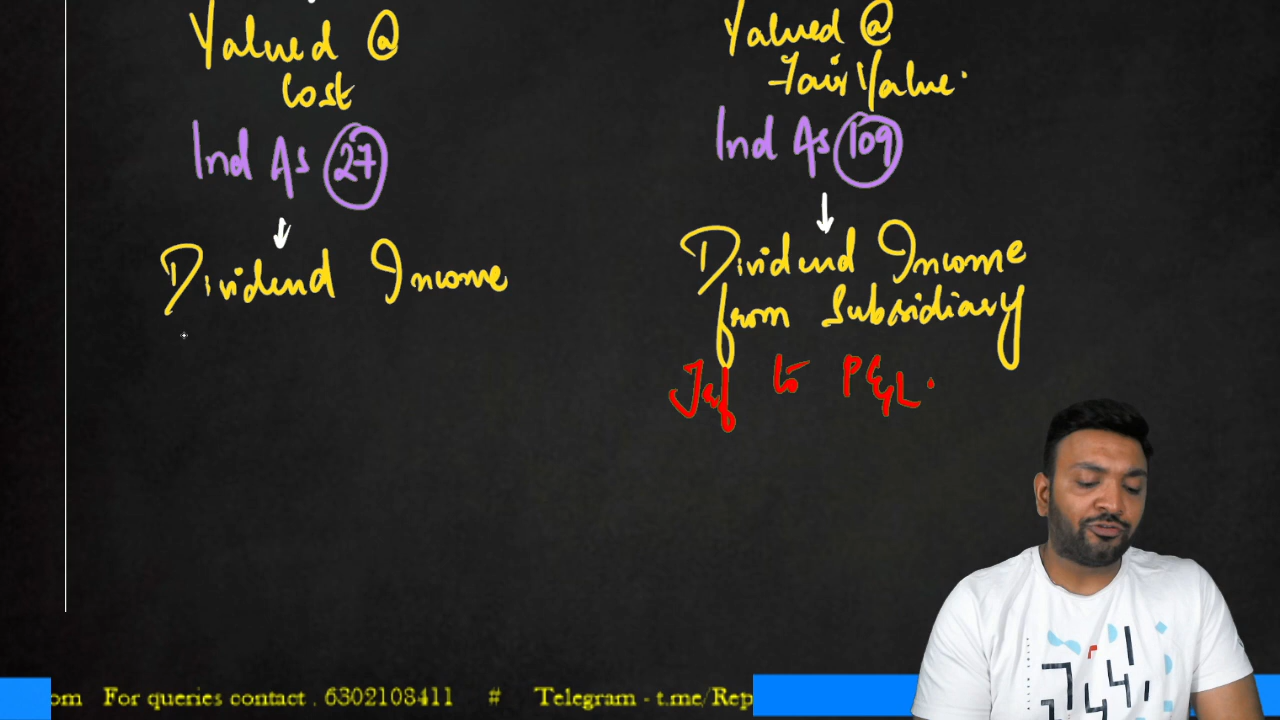 Valued @
Cost
Ind As 27
Dividend Income
Valued @
Fair Value.
Ind As 109
Dividend Income
from Subsidiary
Trf to P&L.
om For queries contact . 6302108411 # Telegram - t.me/Rep